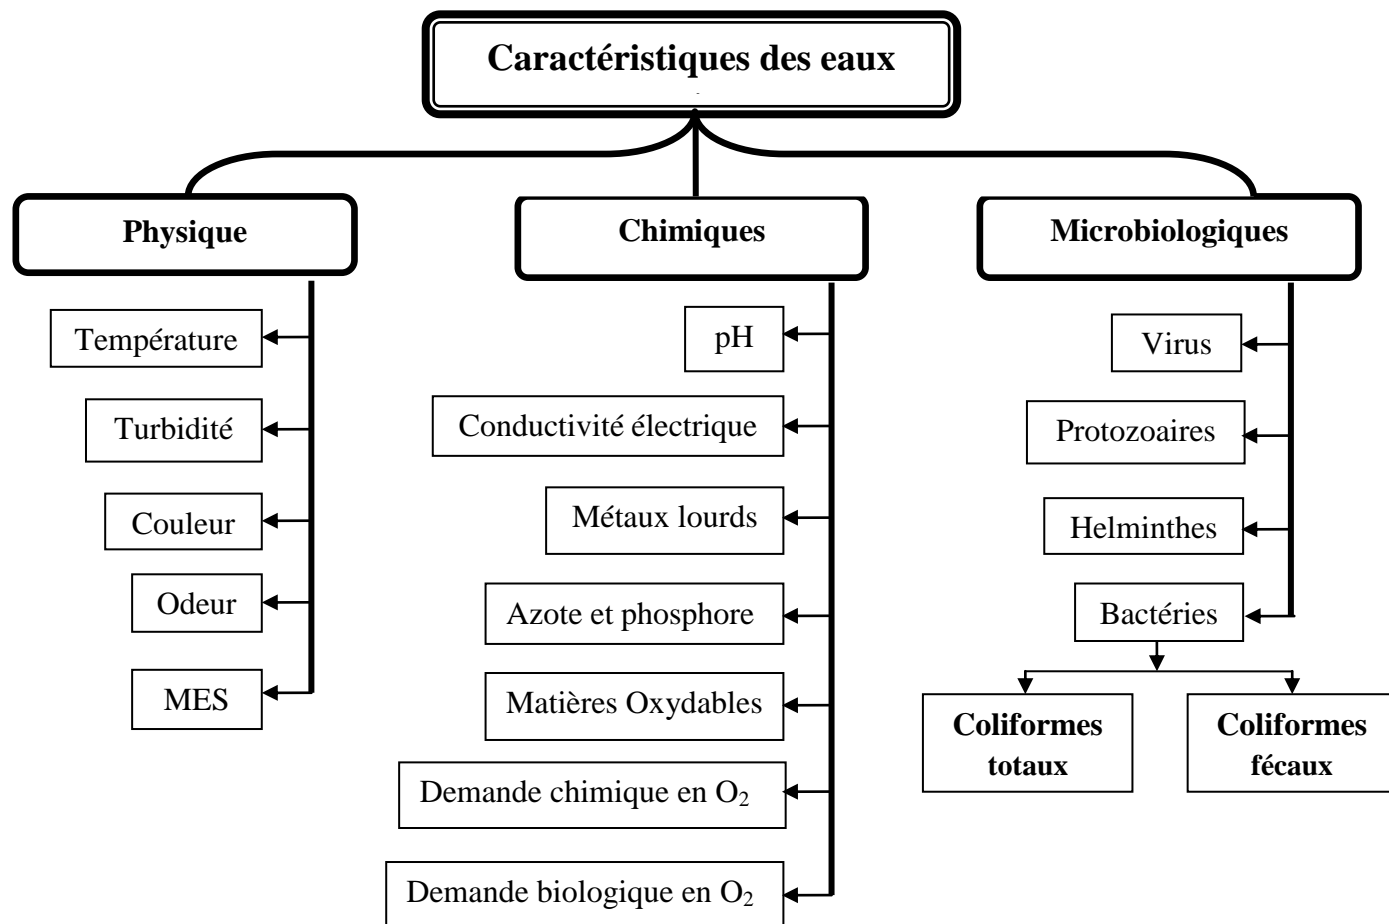 Caractéristiques des eaux
Physique
Température
Turbidité
Couleur
Odeur
MES
Chimiques
pH
Conductivité électrique
Métaux lourds
Azote et phosphore
Matières Oxydables
Demande chimique en O₂
Demande biologique en O₂
Microbiologiques
Virus
Protozoaires
Helminthes
Bactéries
Coliformes
totaux
Coliformes
fécaux